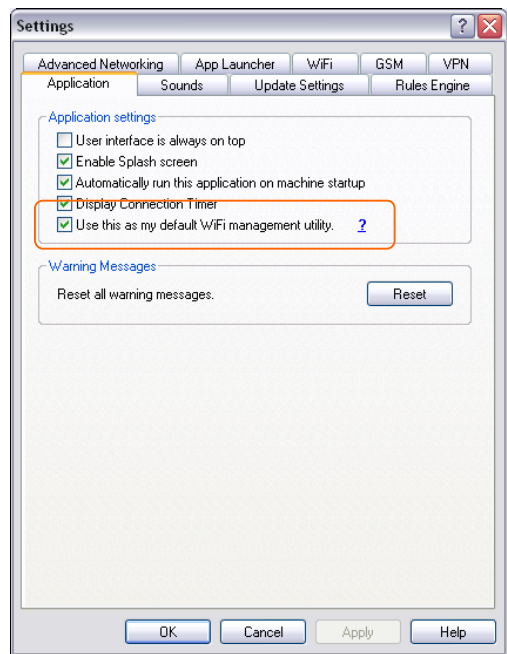 Settings
Advanced Networking App Launcher WiFi GSM VPN
Application Sounds Update Settings Rules Engine
Application settings
User interface is always on top
Enable Splash screen
Automatically run this application on machine startup
Display Connection Timer
Use this as my default WiFi management utility. ?
Warning Messages
Reset all warning messages. Reset
OK Cancel Apply Help